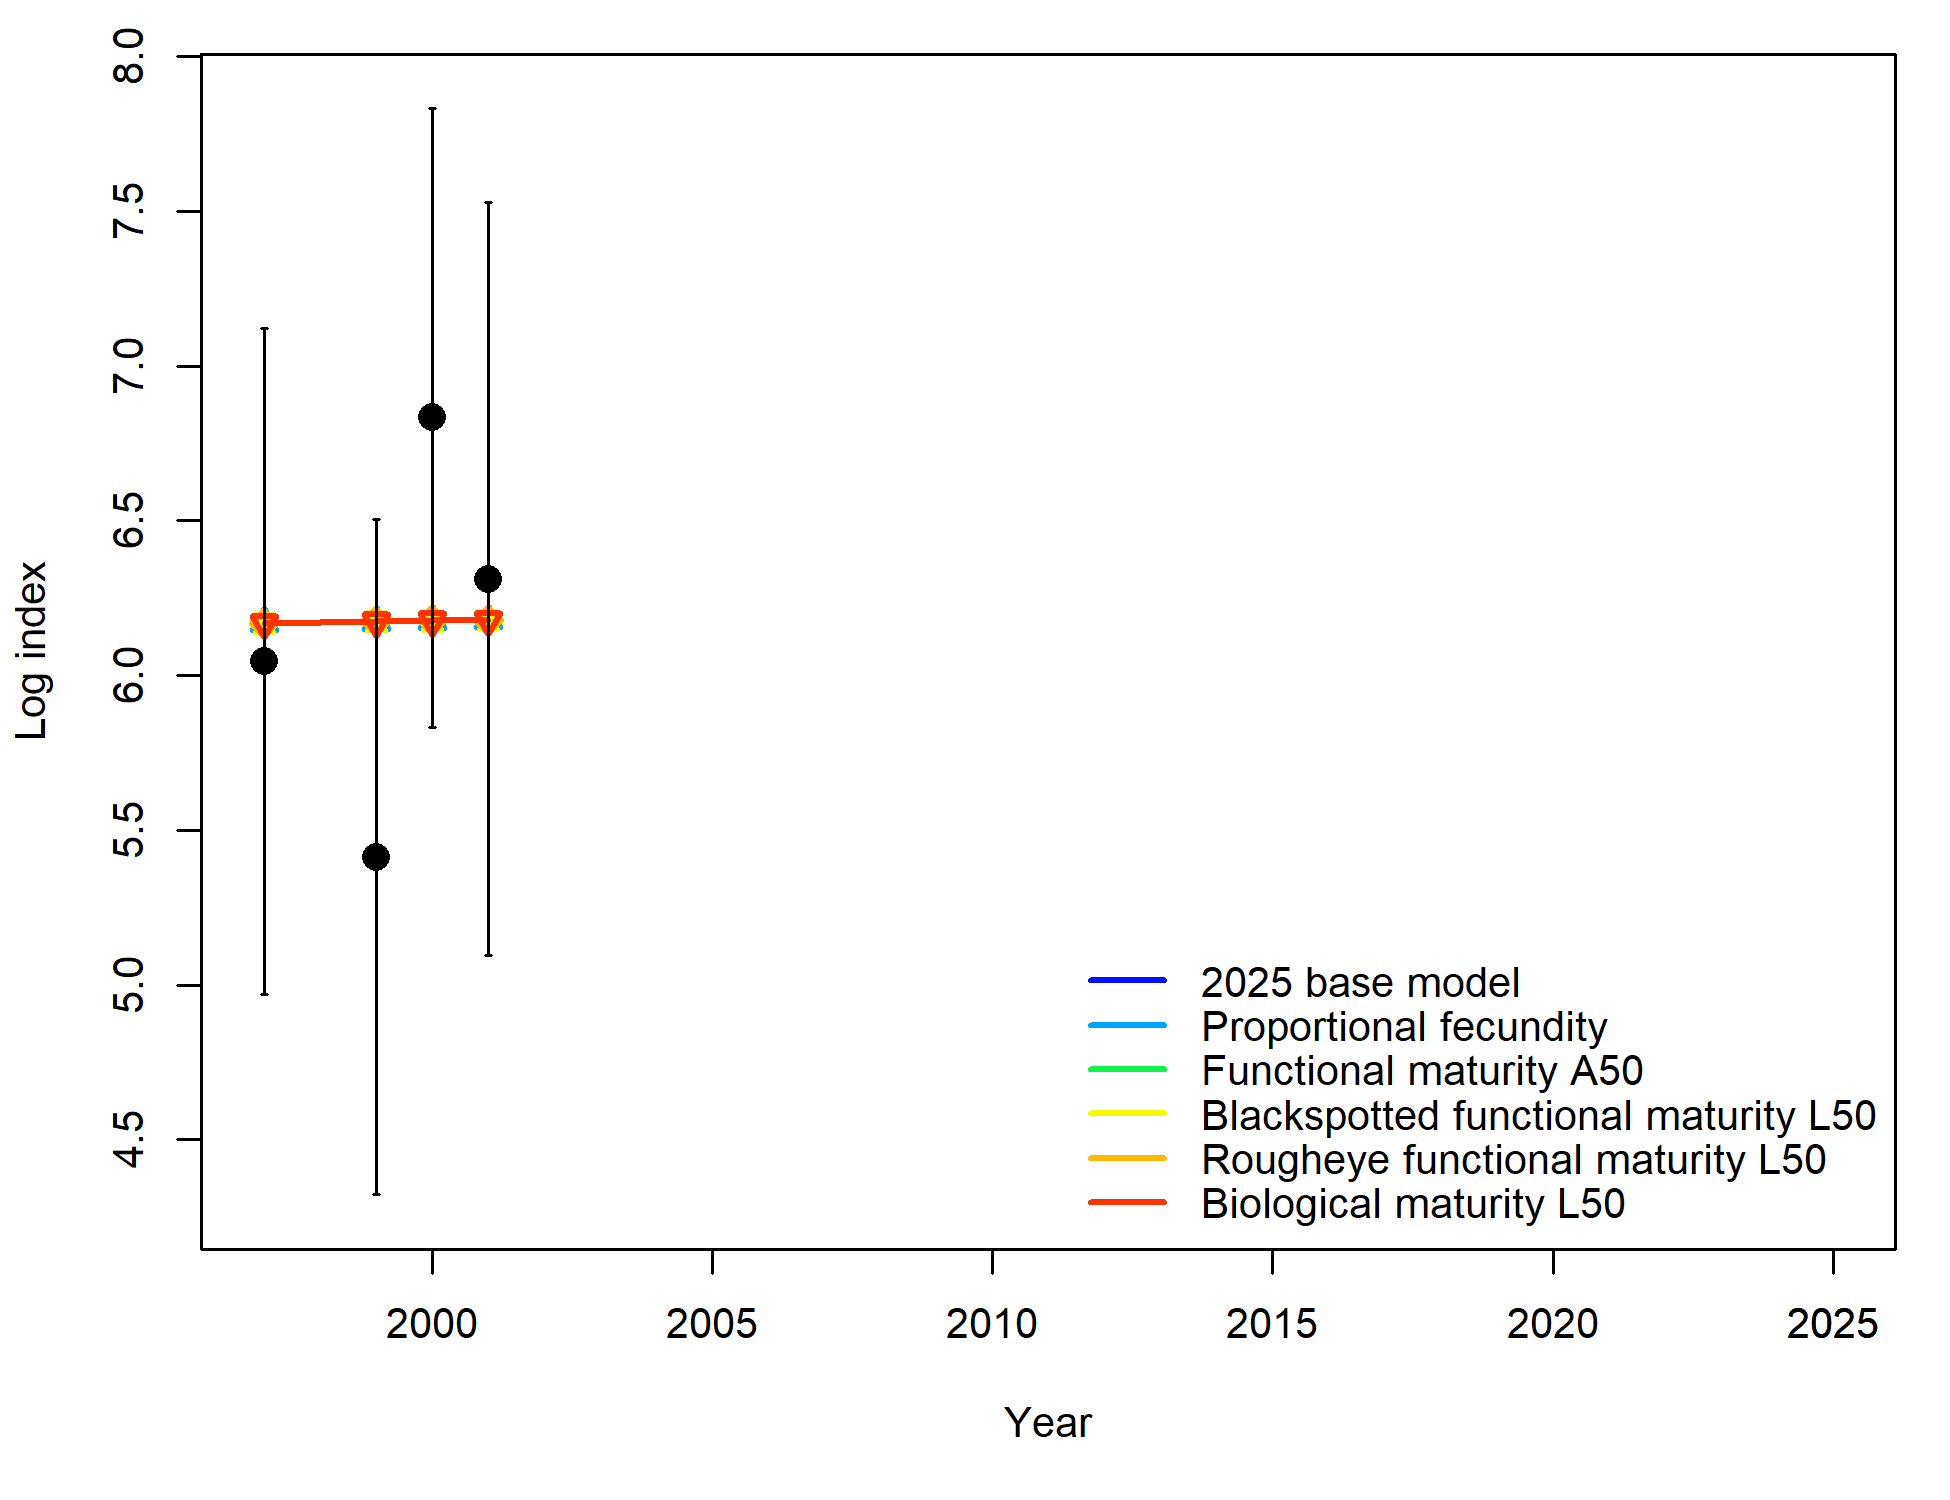 8.0
7.5
7.0
6.5
6.0
5.5
5.0
4.5
Log index
2025 base model
Proportional fecundity
Functional maturity A50
Blackspotted functional maturity L50
Rougheye functional maturity L50
Biological maturity L50
2000 2005 2010 2015 2020 2025
Year